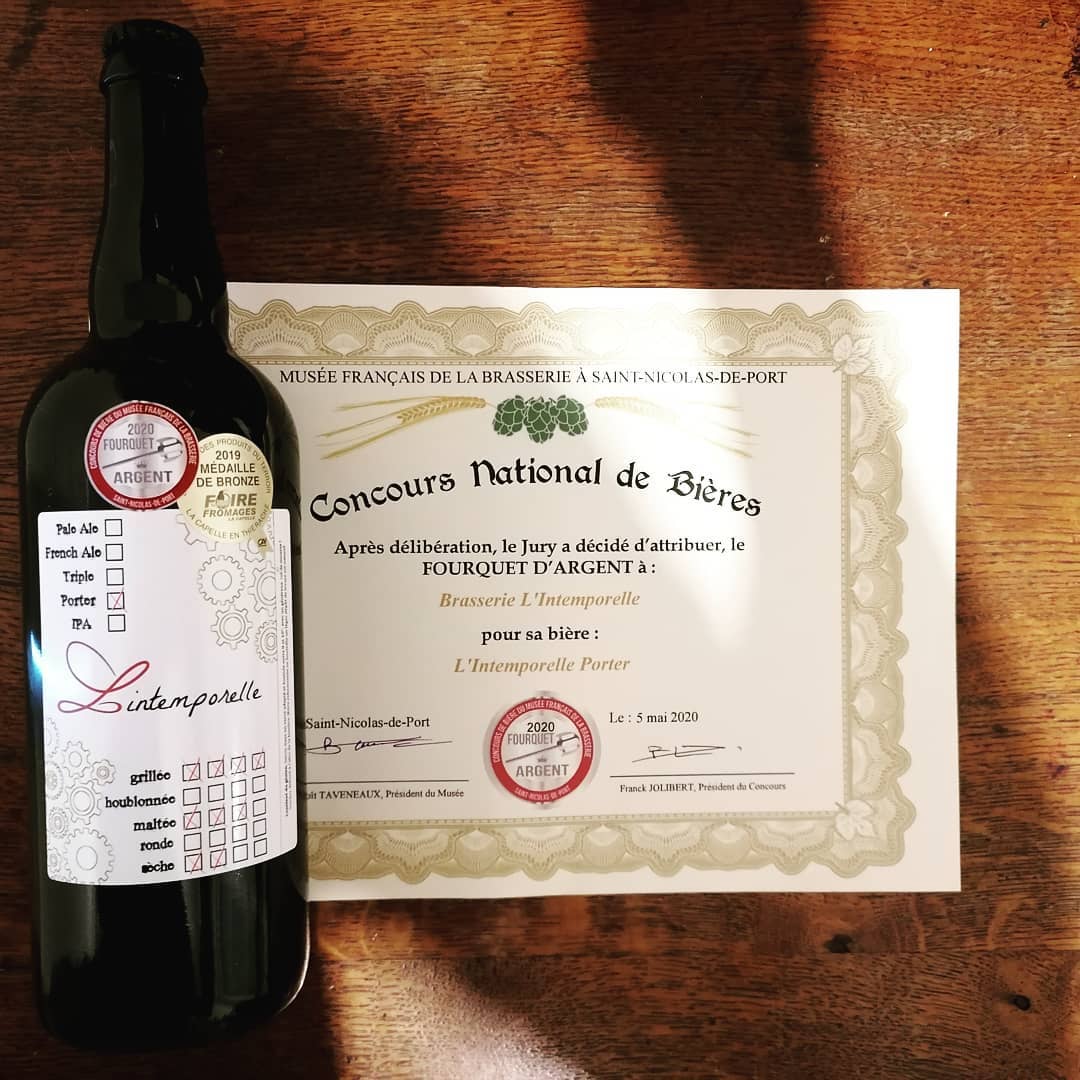 CONCOURS DE BIÈRE DU MUSÉE FRANÇAIS DE LA BRASSERIE
2020
FOURQUET
ARGENT
SAINT-NICOLAS-DE-PORT
DES PRODUITS DU TERROIR
2019
MÉDAILLE
DE BRONZE
FOIRE
FROMAGES
LA CAPELLE
LA CAPELLE EN THIÉRACHE
Pale Ale
French Ale
Triple
Porter
IPA
L'intemporelle
grillée
houblonnée
maltée
ronde
sèche
MUSÉE FRANÇAIS DE LA BRASSERIE À SAINT-NICOLAS-DE-PORT
Concours National de Bières
Après délibération, le Jury a décidé d'attribuer, le
FOURQUET D'ARGENT à :
Brasserie L'Intemporelle
pour sa bière :
L'Intemporelle Porter
Saint-Nicolas-de-Port
Le : 5 mai 2020
CONCOURS DE BIÈRE DU MUSÉE FRANÇAIS DE LA BRASSERIE
2020
FOURQUET
ARGENT
SAINT-NICOLAS-DE-PORT
TAVENEAUX, Président du Musée
Franck JOLIBERT, Président du Concours